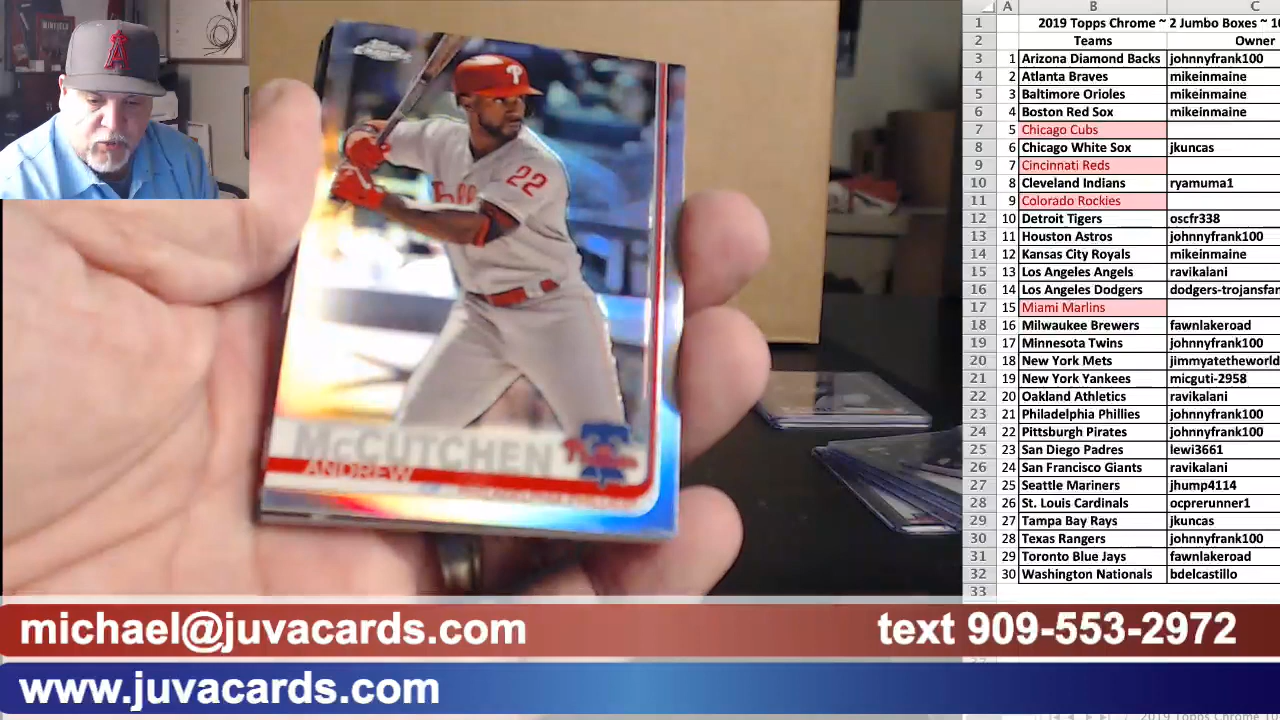 A B C
1 2019 Topps Chrome ~ 2 Jumbo Boxes ~
2 Teams Owner
3 1 Arizona Diamond Backs johnnyfrank100
4 2 Atlanta Braves mikeinmaine
5 3 Baltimore Orioles mikeinmaine
6 4 Boston Red Sox mikeinmaine
7 5 Chicago Cubs
8 6 Chicago White Sox jkuncas
9 7 Cincinnati Reds
10 8 Cleveland Indians ryamuma1
11 9 Colorado Rockies
12 10 Detroit Tigers oscfr338
13 11 Houston Astros johnnyfrank100
14 12 Kansas City Royals mikeinmaine
15 13 Los Angeles Angels ravikalani
16 14 Los Angeles Dodgers dodgers-trojansfan
17 15 Miami Marlins
18 16 Milwaukee Brewers fawnlakeroad
19 17 Minnesota Twins johnnyfrank100
20 18 New York Mets jimmyatetheworld
21 19 New York Yankees micguti-2958
22 20 Oakland Athletics ravikalani
23 21 Philadelphia Phillies johnnyfrank100
24 22 Pittsburgh Pirates johnnyfrank100
25 23 San Diego Padres lewi3661
26 24 San Francisco Giants ravikalani
27 25 Seattle Mariners jhump4114
28 26 St. Louis Cardinals ocprerunner1
29 27 Tampa Bay Rays jkuncas
30 28 Texas Rangers johnnyfrank100
31 29 Toronto Blue Jays fawnlakeroad
32 30 Washington Nationals bdelcastillo
33
A
P
22
McCUTCHEN
ANDREW
Phillies
michael@juvacards.com
text 909-553-2972
www.juvacards.com